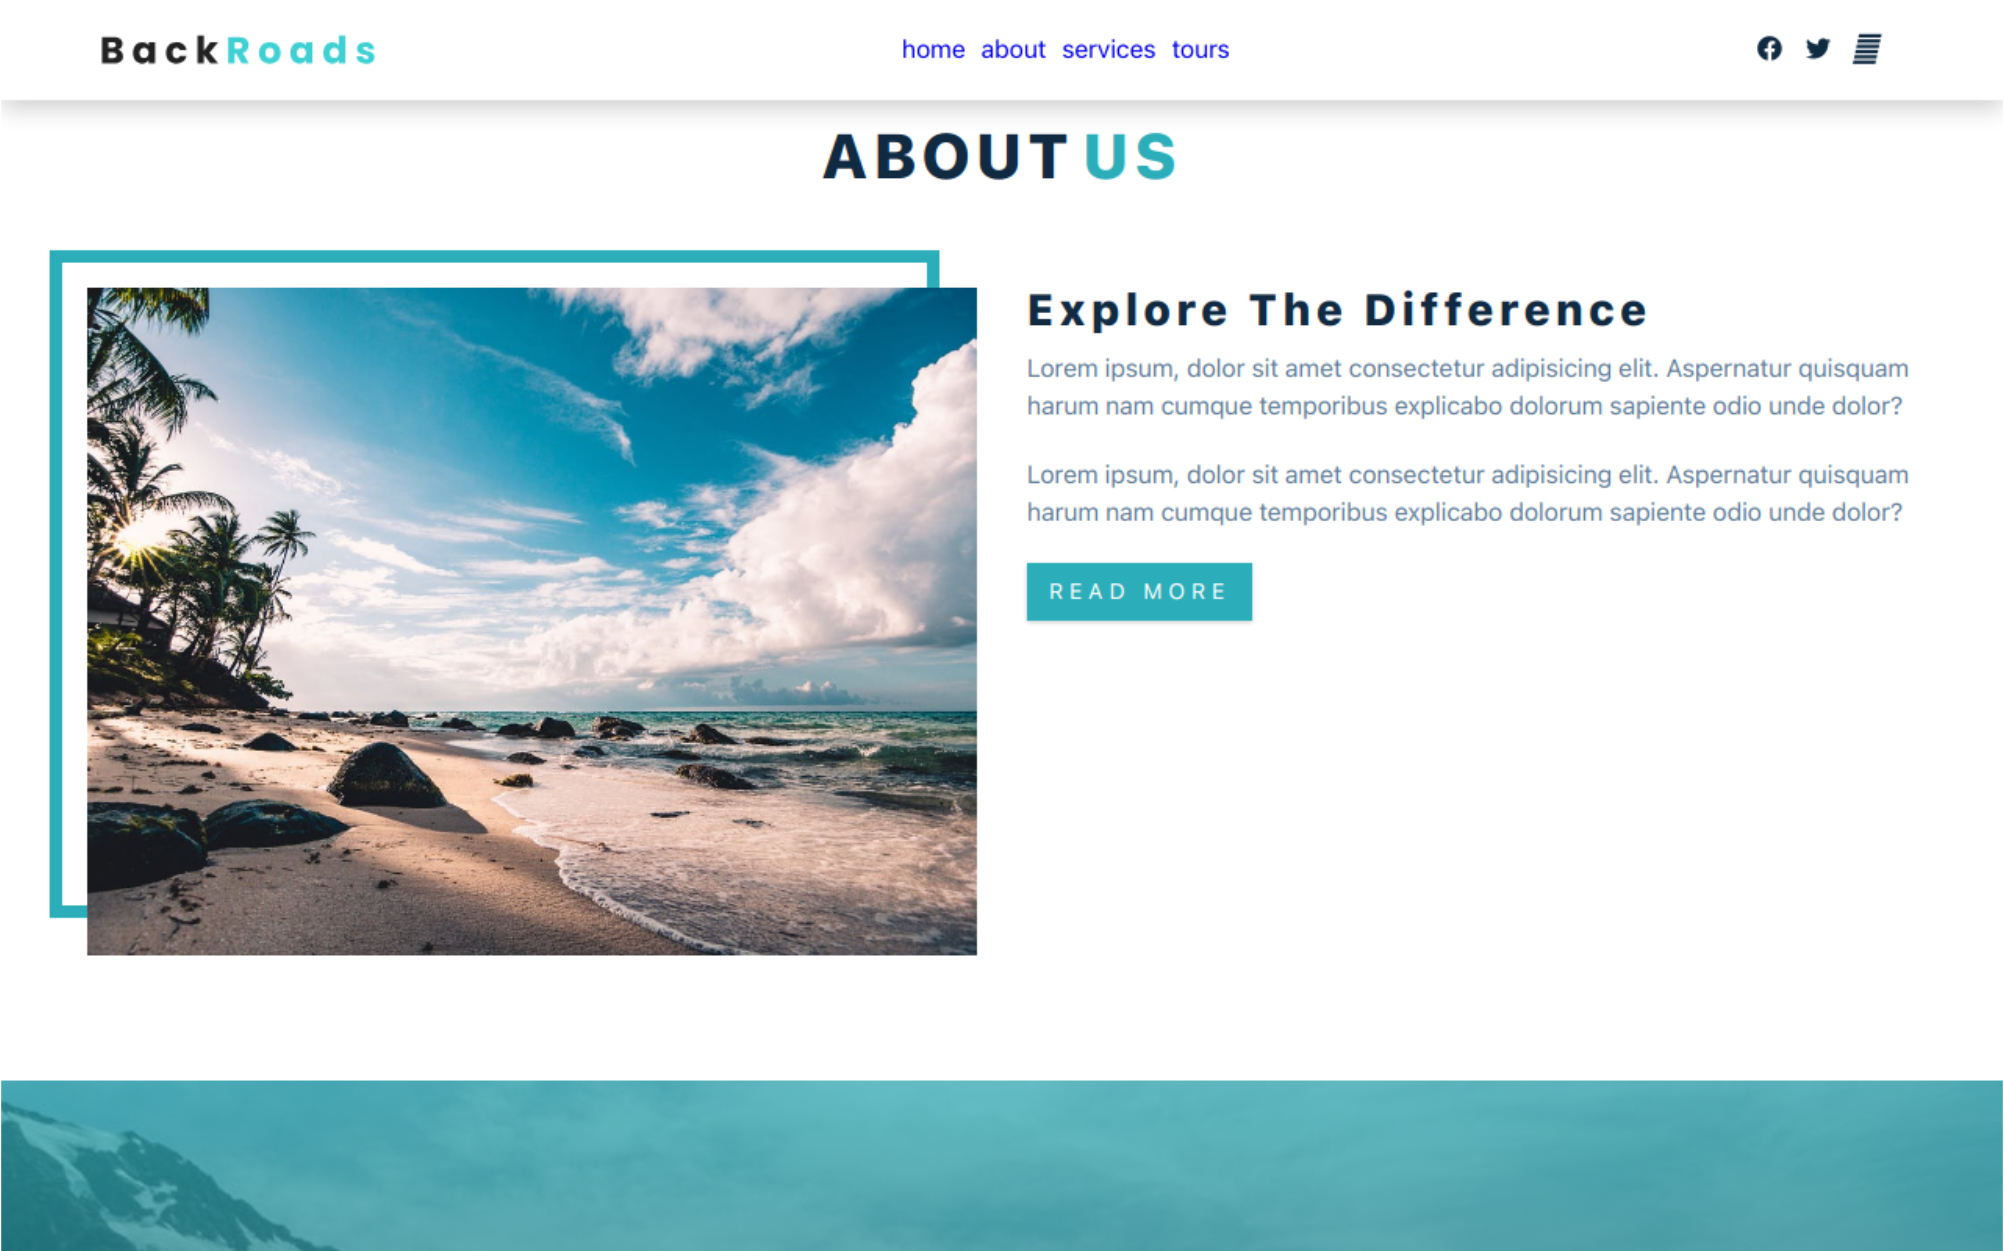 BackRoads
home about services tours
ABOUT US
Explore The Difference
Lorem ipsum, dolor sit amet consectetur adipisicing elit. Aspernatur quisquam
harum nam cumque temporibus explicabo dolorum sapiente odio unde dolor?
Lorem ipsum, dolor sit amet consectetur adipisicing elit. Aspernatur quisquam
harum nam cumque temporibus explicabo dolorum sapiente odio unde dolor?
READ MORE